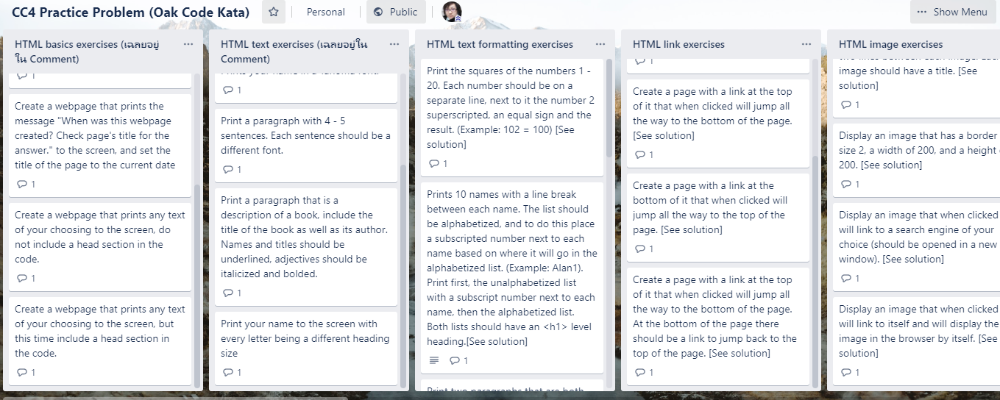 CC4 Practice Problem (Oak Code Kata)
Personal
Public
Show Menu
HTML basics exercises (เฉลยอยู่
ใน Comment)
1
Create a webpage that prints the
message "When was this webpage
created? Check page's title for the
answer." to the screen, and set the
title of the page to the current date
1
Create a webpage that prints any text
of your choosing to the screen, do
not include a head section in the
code.
1
Create a webpage that prints any text
of your choosing to the screen, but
this time include a head section in
the code.
1
HTML text exercises (เฉลยอยู่ใน
Comment)
Prints your name in a Tahoma font.
1
Print a paragraph with 4 - 5
sentences. Each sentence should be a
different font.
1
Print a paragraph that is a
description of a book, include the
title of the book as well as its author.
Names and titles should be
underlined, adjectives should be
italicized and bolded.
1
Print your name to the screen with
every letter being a different heading
size
1
HTML text formatting exercises
Print the squares of the numbers 1 -
20. Each number should be on a
separate line, next to it the number 2
superscripted, an equal sign and the
result. (Example: 102 = 100) [See
solution]
1
Prints 10 names with a line break
between each name. The list should
be alphabetized, and to do this place
a subscripted number next to each
name based on where it will go in the
alphabetized list. (Example: Alan1).
Print first, the unalphabetized list
with a subscript number next to each
name, then the alphabetized list.
Both lists should have an <h1> level
heading.[See solution]
1
Print two paragraphs that are both
HTML link exercises
1
Create a page with a link at the top
of it that when clicked will jump all
the way to the bottom of the page.
[See solution]
1
Create a page with a link at the
bottom of it that when clicked will
jump all the way to the top of the
page. [See solution]
1
Create a page with a link at the top
of it that when clicked will jump all
the way to the bottom of the page.
At the bottom of the page there
should be a link to jump back to the
top of the page. [See solution]
1
HTML image exercises
two lines between each image. Each
image should have a title. [See
solution]
1
Display an image that has a border
size 2, a width of 200, and a height
200. [See solution]
1
Display an image that when clicked
will link to a search engine of your
choice (should be opened in a new
window). [See solution]
1
Display an image that when clicked
will link to itself and will display the
image in the browser by itself. [See
solution]
1